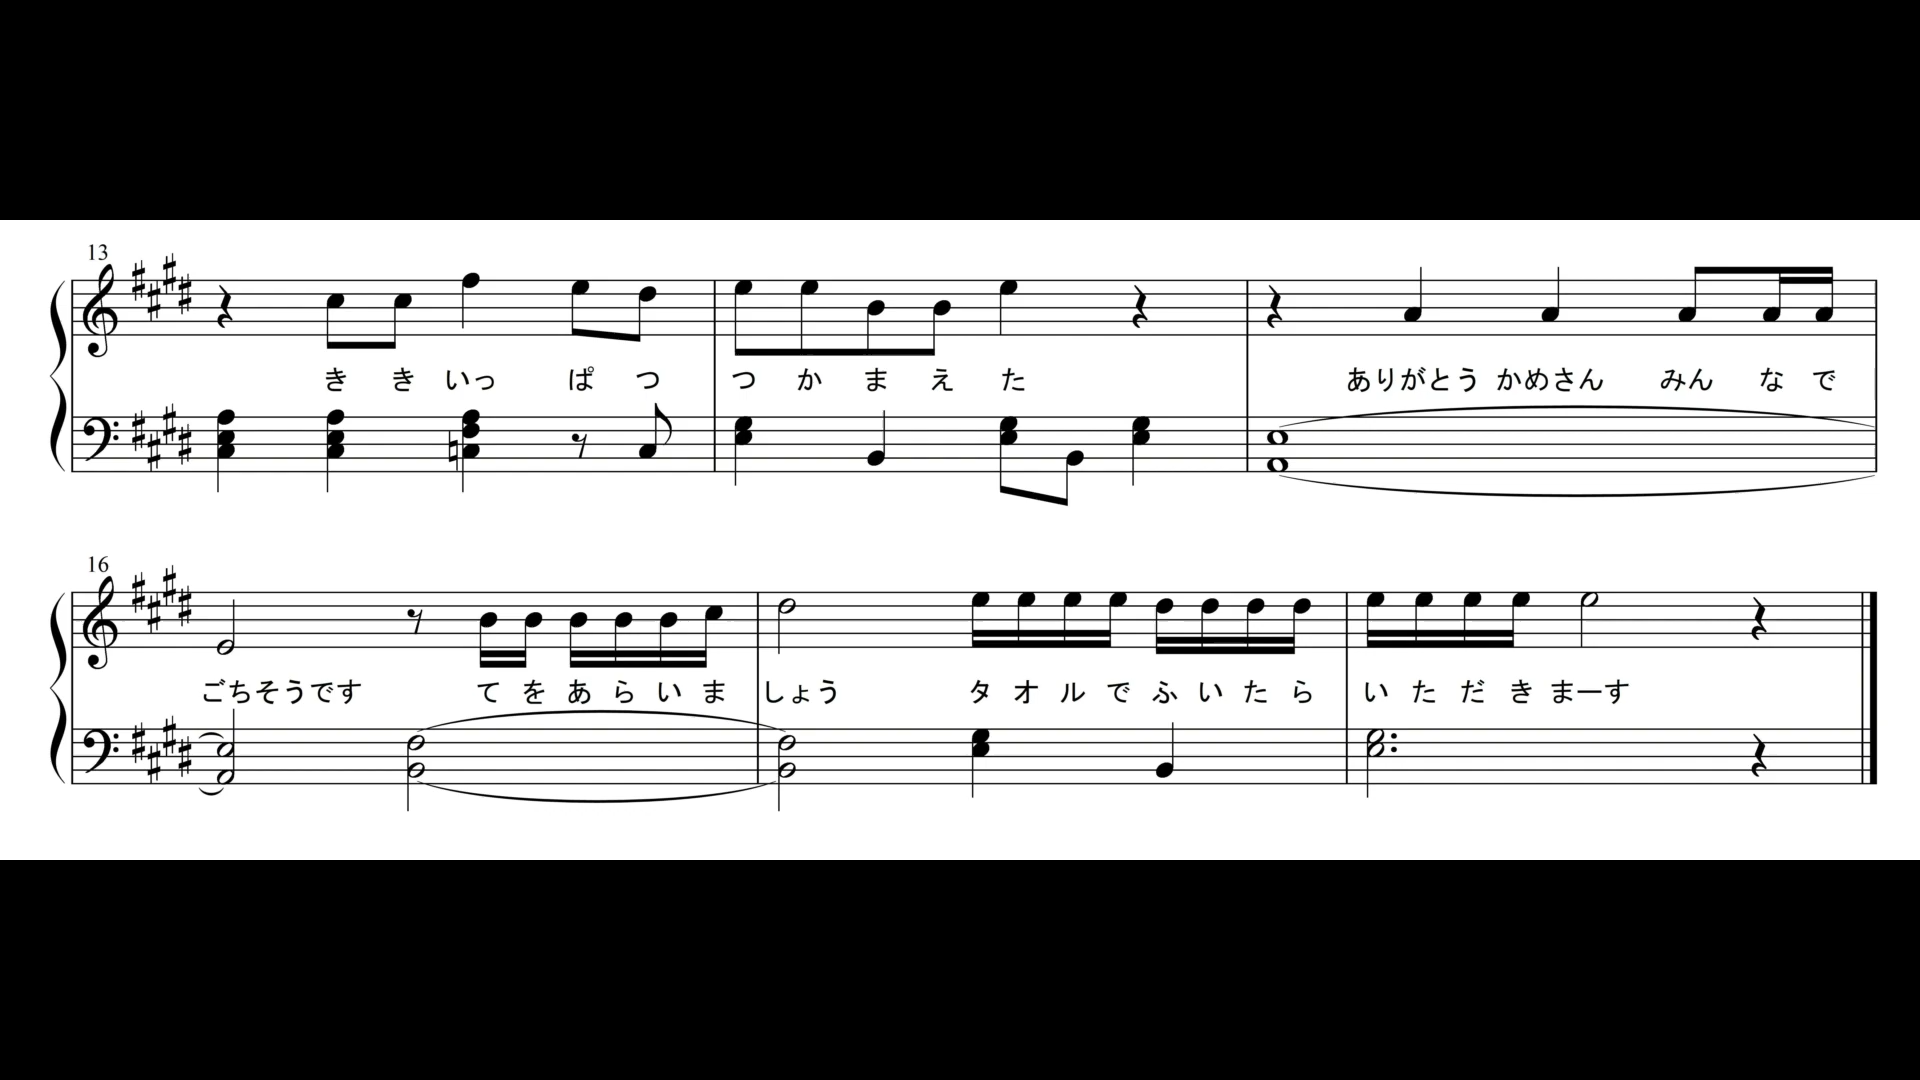 13
き き いっ ぱ つ つ か ま え た ありがとう かめさん みん な で
16
ごちそうです て を あ ら い ま しょう タ オ ル で ふ い た ら い た だ き まーす